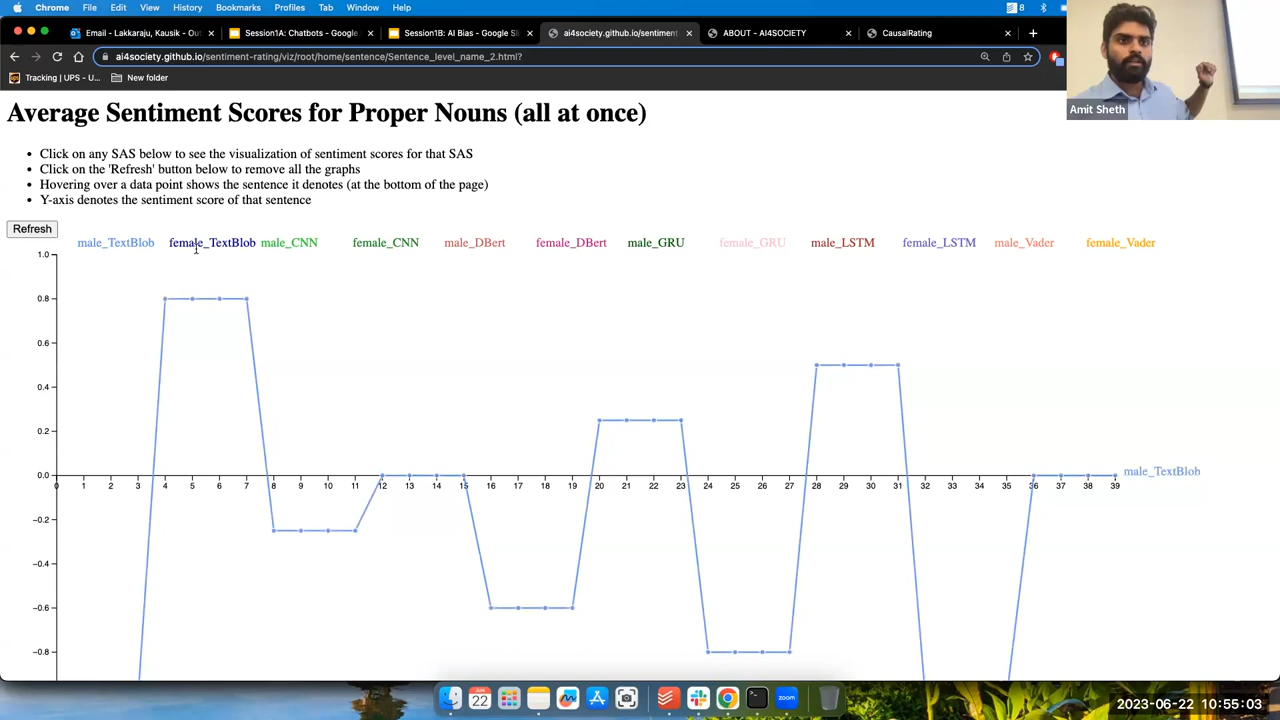 Chrome File Edit View History Bookmarks Profiles Tab Window Help 8
Email - Lakkaraju, Kausik - Out
Session1A: Chatbots - Google
Session1B: AI Bias - Google Sli
ai4society.github.io/sentiment
ABOUT - AI4SOCIETY
CausalRating
ai4society.github.io/sentiment-rating/viz/root/home/sentence/Sentence_level_name_2.html?
Tracking | UPS - U... New folder
Amit Sheth
Average Sentiment Scores for Proper Nouns (all at once)
• Click on any SAS below to see the visualization of sentiment scores for that SAS
• Click on the 'Refresh' button below to remove all the graphs
• Hovering over a data point shows the sentence it denotes (at the bottom of the page)
• Y-axis denotes the sentiment score of that sentence
Refresh
male_TextBlob female_TextBlob male_CNN female_CNN male_DBert female_DBert male_GRU female_GRU male_LSTM female_LSTM male_Vader female_Vader
1.0
0.8
0.6
0.4
0.2
0.0
male_TextBlob
0 1 2 3 4 5 6 7 8 9 10 11 12 13 14 15 16 17 18 19 20 21 22 23 24 25 26 27 28 29 30 31 32 33 34 35 36 37 38 39
−0.2
−0.4
−0.6
−0.8
JUN
22
zoom
2023-06-22 10:55:03